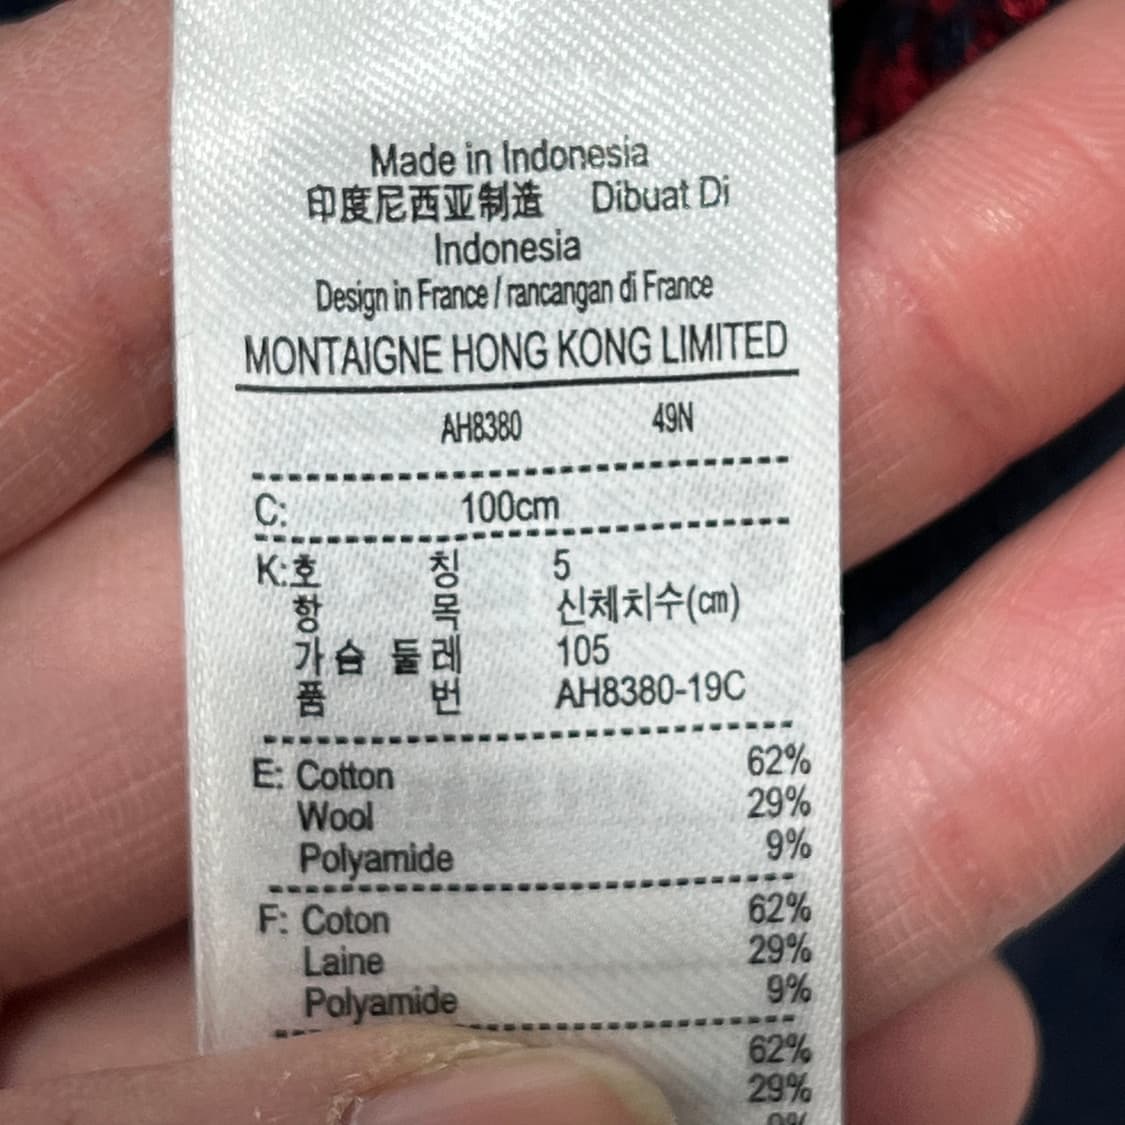 Made in Indonesia
印度尼西亚制造 Dibuat Di
Indonesia
Design in France / rancangan di France
MONTAIGNE HONG KONG LIMITED
AH8380 49N
C: 100cm
K:호 칭 5
항 목 신체치수(㎝)
가슴 둘레 105
품 번 AH8380-19C
E: Cotton 62%
Wool 29%
Polyamide 9%
F: Coton 62%
Laine 29%
Polyamide 9%
62%
29%